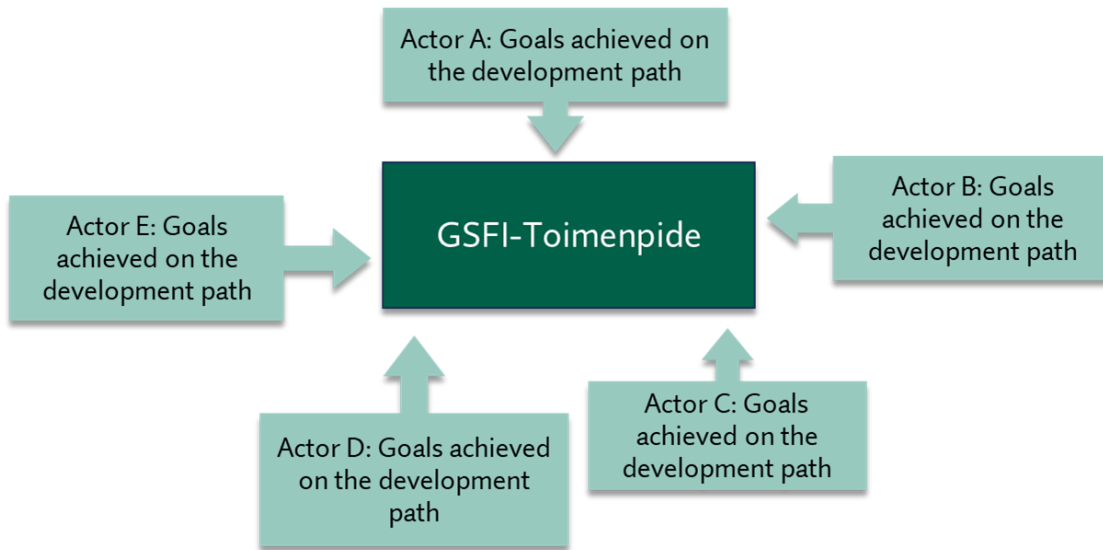 Actor A: Goals achieved on
the development path
GSFI-Toimenpide
Actor B: Goals
achieved on the
development path
Actor E: Goals
achieved on the
development path
Actor C: Goals
achieved on the
development path
Actor D: Goals achieved
on the development
path